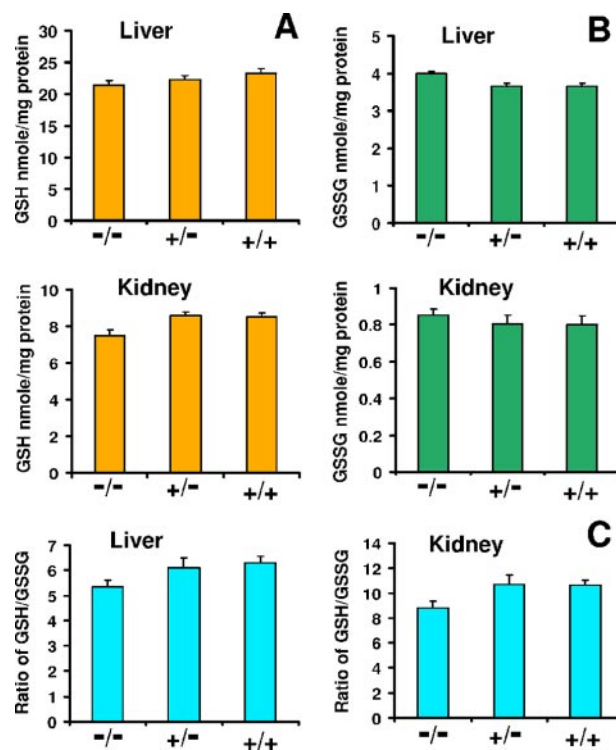 Liver A
GSH nmole/mg protein
30
25
20
15
10
5
0
-/- +/- +/+
Liver B
GSSG nmole/mg protein
5
4
3
2
1
0
-/- +/- +/+
Kidney
GSH nmole/mg protein
10
8
6
4
2
0
-/- +/- +/+
Kidney
GSSG nmole/mg protein
1
0.8
0.6
0.4
0.2
0
-/- +/- +/+
Liver
Ratio of GSH/GSSG
7
6
5
4
3
2
1
0
-/- +/- +/+
Kidney C
Ratio of GSH/GSSG
14
12
10
8
6
4
2
0
-/- +/- +/+